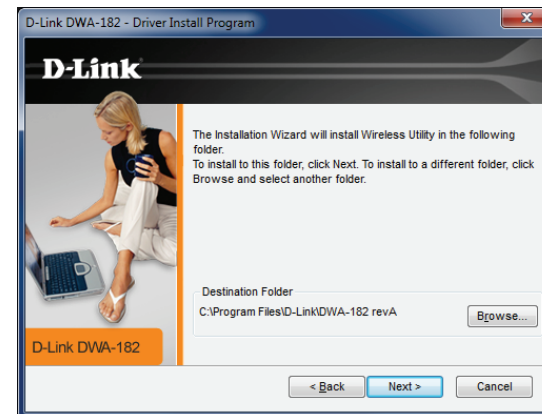 D-Link DWA-182 - Driver Install Program
D-Link
The Installation Wizard will install Wireless Utility in the following
folder.
To install to this folder, click Next. To install to a different folder, click
Browse and select another folder.
Destination Folder
C:\Program Files\D-Link\DWA-182 revA
Browse...
D-Link DWA-182
< Back
Next >
Cancel